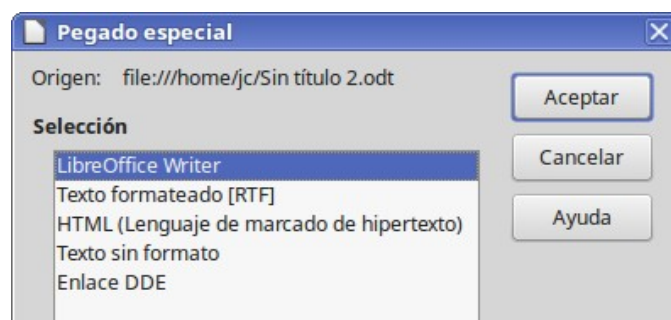 Pegado especial
Origen: file:///home/jc/Sin título 2.odt
Aceptar
Selección
LibreOffice Writer
Cancelar
Texto formateado [RTF]
HTML (Lenguaje de marcado de hipertexto)
Ayuda
Texto sin formato
Enlace DDE